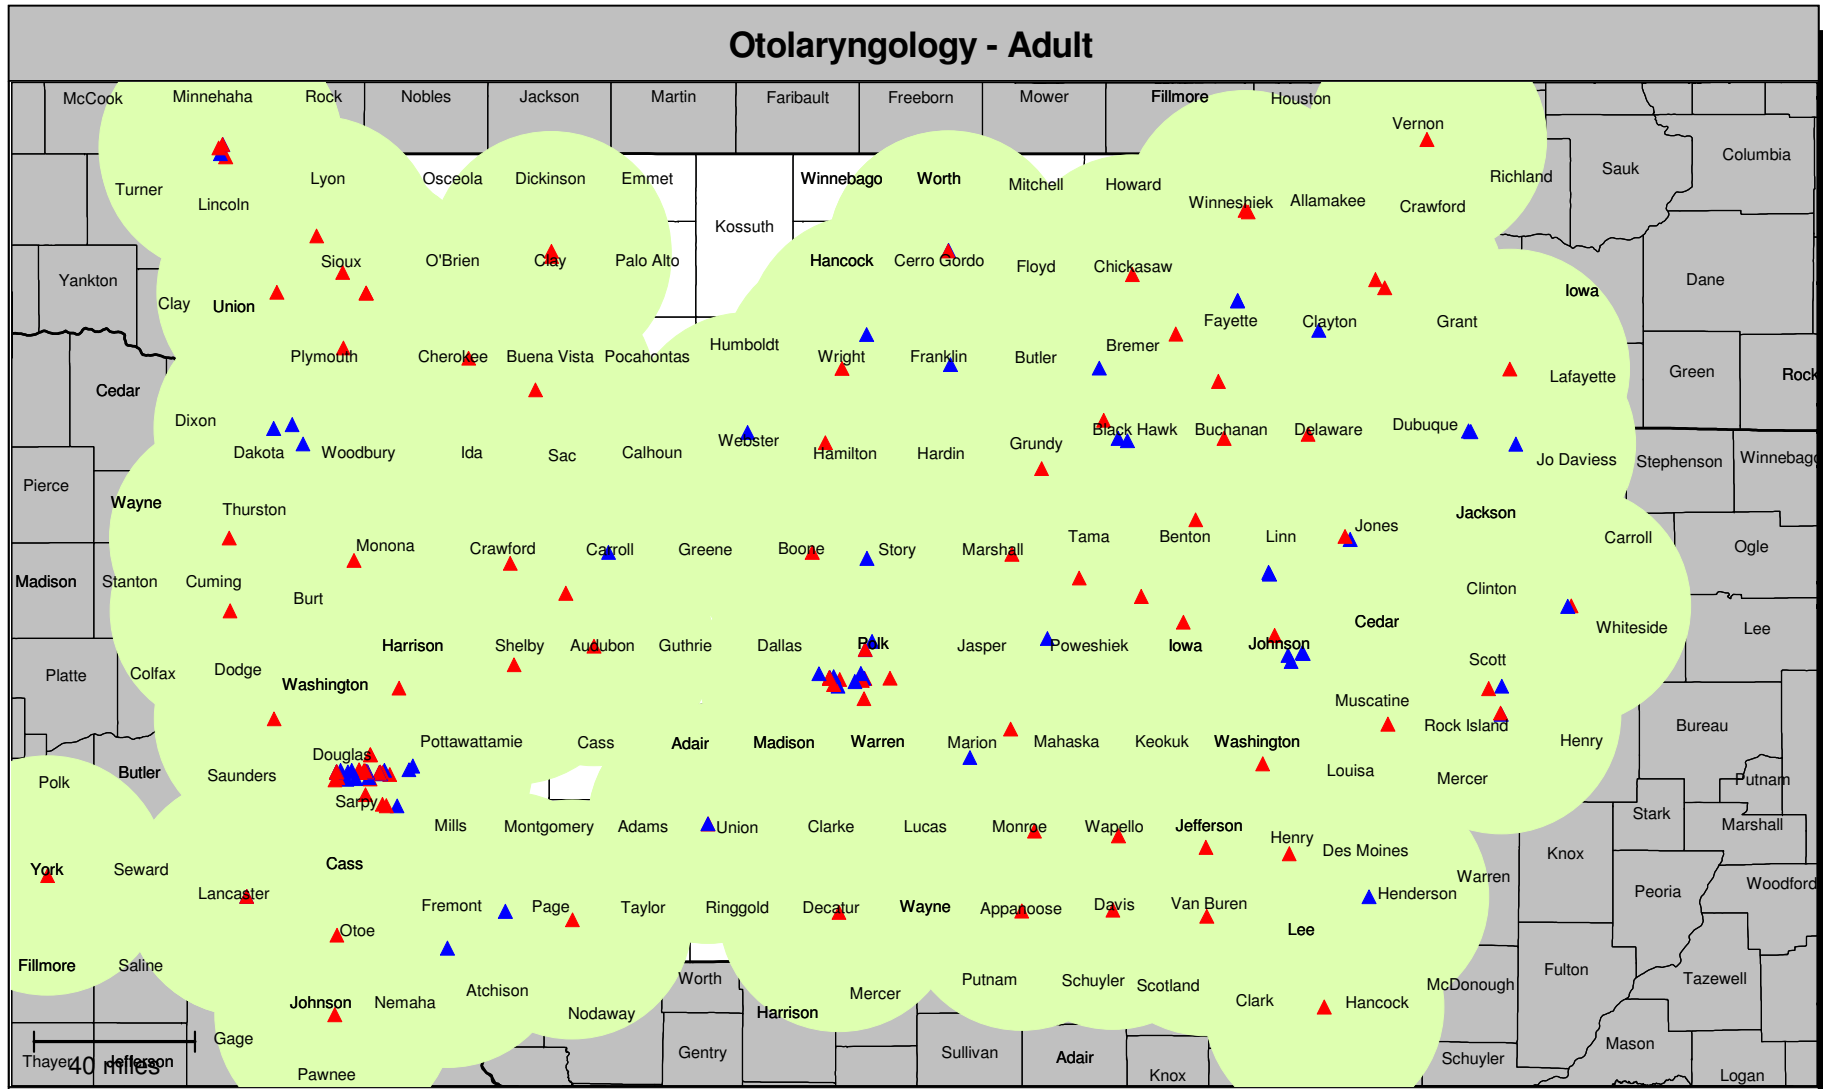 Otolaryngology - Adult
McCook Minnehaha Rock Nobles Jackson Martin Faribault Freeborn Mower Fillmore Houston
Vernon
Columbia
Sauk
Richland
Turner Lyon Osceola Dickinson Emmet Winnebago Worth Mitchell Howard
Lincoln Winneshiek Allamakee Crawford
Kossuth
Yankton Sioux O'Brien Clay Palo Alto Hancock Cerro Gordo Floyd Chickasaw Dane
Clay Union Iowa
Fayette Clayton Grant
Plymouth Cherokee Buena Vista Pocahontas Humboldt Wright Franklin Butler Bremer
Cedar Lafayette Green Rock
Dixon Webster Black Hawk Buchanan Delaware Dubuque
Dakota Woodbury Ida Sac Calhoun Hamilton Hardin Grundy Jo Daviess Stephenson Winnebago
Pierce
Wayne Thurston Jackson
Monona Crawford Carroll Greene Boone Story Marshall Tama Benton Linn Jones Carroll Ogle
Madison Stanton Cuming Burt Clinton
Cedar Whiteside Lee
Harrison Shelby Audubon Guthrie Dallas Polk Jasper Poweshiek Iowa Johnson
Platte Colfax Dodge Washington Scott
Muscatine Rock Island Bureau
Douglas Pottawattamie Cass Adair Madison Warren Marion Mahaska Keokuk Washington Henry
Polk Butler Saunders Louisa Mercer Putnam
Sarpy Stark
Mills Montgomery Adams Union Clarke Lucas Monroe Wapello Jefferson Henry Marshall
York Seward Cass Des Moines Knox
Lancaster Warren Peoria Woodford
Fremont Page Taylor Ringgold Decatur Wayne Appanoose Davis Van Buren Henderson
Otoe Lee
Fillmore Saline Worth Putnam Schuyler Scotland McDonough Fulton Tazewell
Johnson Nemaha Atchison Nodaway Harrison Mercer Clark Hancock
Gage Gentry Sullivan Adair Schuyler Mason
Thayer Jefferson
40 miles
Pawnee Knox Logan